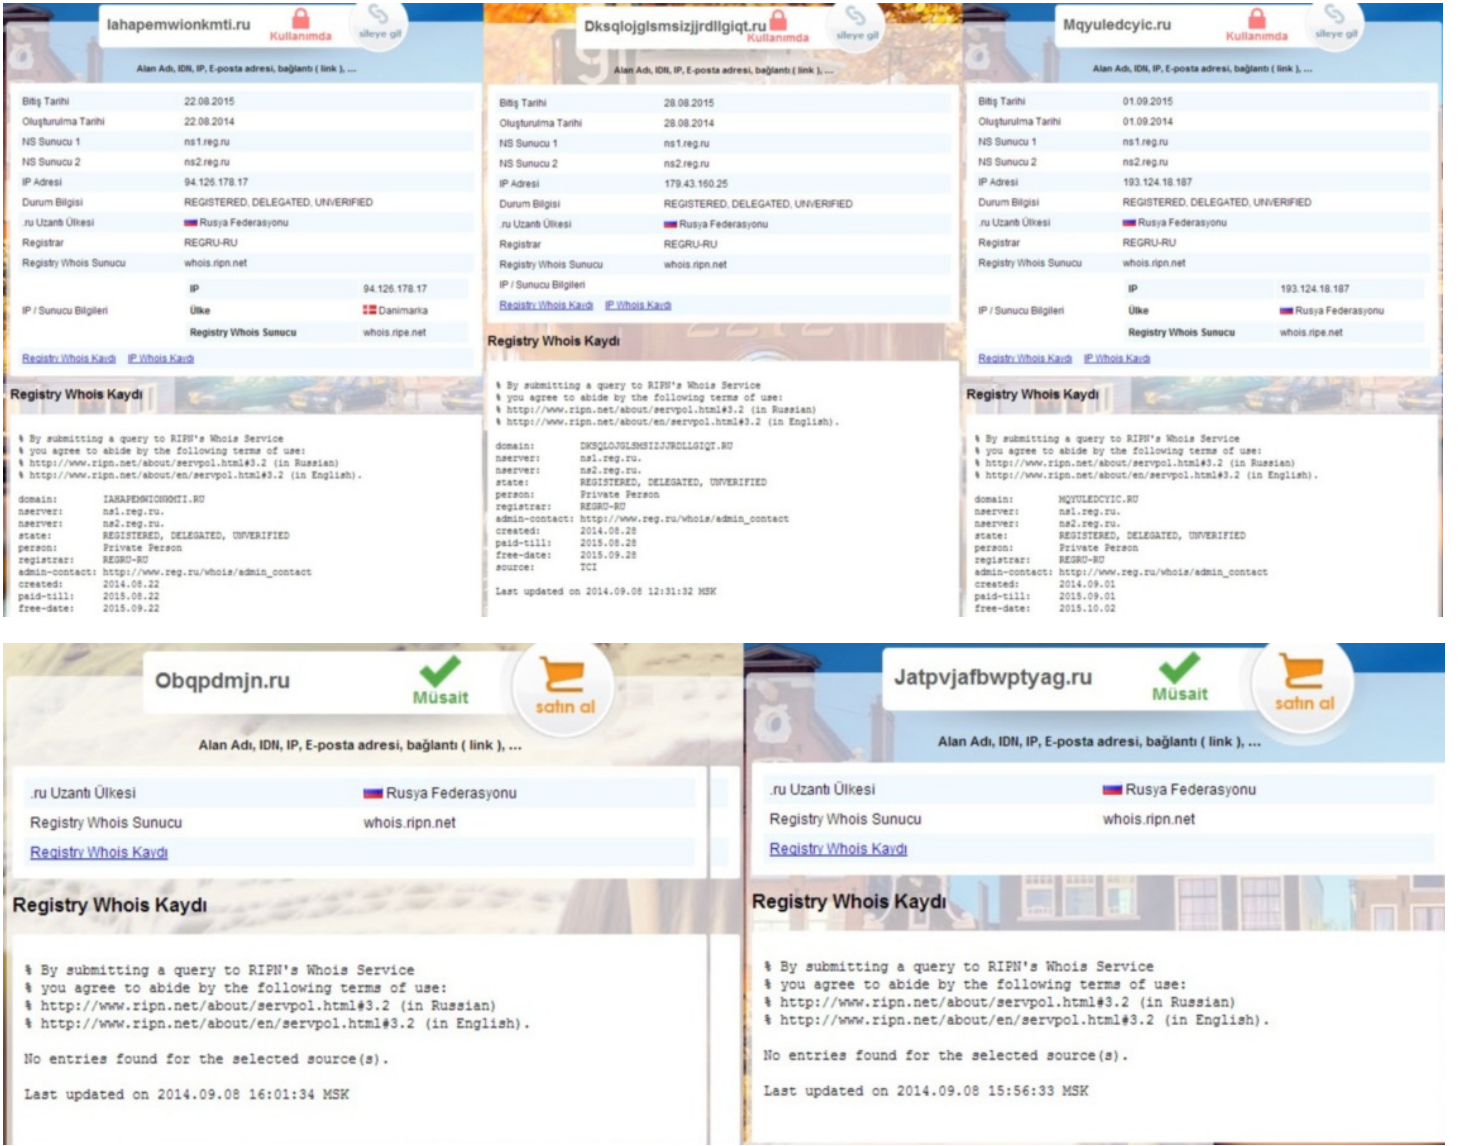 Iahapemwionkmti.ru
Kullanımda
siteye git
Alan Adı, IDN, IP, E-posta adresi, bağlantı ( link ), ...
Bitiş Tarihi 22.08.2015
Oluşturulma Tarihi 22.08.2014
NS Sunucu 1 ns1.reg.ru
NS Sunucu 2 ns2.reg.ru
IP Adresi 94.126.178.17
Durum Bilgisi REGISTERED, DELEGATED, UNVERIFIED
.ru Uzantı Ülkesi Rusya Federasyonu
Registrar REGRU-RU
Registry Whois Sunucu whois.ripn.net
IP / Sunucu Bilgileri
IP 94.126.178.17
Ülke Danimarka
Registry Whois Sunucu whois.ripe.net
Registry Whois Kaydı IP Whois Kaydı
Registry Whois Kaydı
% By submitting a query to RIPN's Whois Service
% you agree to abide by the following terms of use:
% http://www.ripn.net/about/servpol.html#3.2 (in Russian)
% http://www.ripn.net/about/en/servpol.html#3.2 (in English).
domain: IAHAPEMWIONKMTI.RU
nserver: ns1.reg.ru.
nserver: ns2.reg.ru.
state: REGISTERED, DELEGATED, UNVERIFIED
person: Private Person
registrar: REGRU-RU
admin-contact: http://www.reg.ru/whois/admin_contact
created: 2014.08.22
paid-till: 2015.08.22
free-date: 2015.09.22
Dksqlojglsmsizjjrdllgiqt.ru
Kullanımda
siteye git
Alan Adı, IDN, IP, E-posta adresi, bağlantı ( link ), ...
Bitiş Tarihi 28.08.2015
Oluşturulma Tarihi 28.08.2014
NS Sunucu 1 ns1.reg.ru
NS Sunucu 2 ns2.reg.ru
IP Adresi 179.43.160.25
Durum Bilgisi REGISTERED, DELEGATED, UNVERIFIED
.ru Uzantı Ülkesi Rusya Federasyonu
Registrar REGRU-RU
Registry Whois Sunucu whois.ripn.net
IP / Sunucu Bilgileri
Registry Whois Kaydı IP Whois Kaydı
Registry Whois Kaydı
% By submitting a query to RIPN's Whois Service
% you agree to abide by the following terms of use:
% http://www.ripn.net/about/servpol.html#3.2 (in Russian)
% http://www.ripn.net/about/en/servpol.html#3.2 (in English).
domain: DKSQLOJGLSMSIZJJRDLLGIQT.RU
nserver: ns1.reg.ru.
nserver: ns2.reg.ru.
state: REGISTERED, DELEGATED, UNVERIFIED
person: Private Person
registrar: REGRU-RU
admin-contact: http://www.reg.ru/whois/admin_contact
created: 2014.08.28
paid-till: 2015.08.28
free-date: 2015.09.28
source: TCI
Last updated on 2014.09.08 12:31:32 MSK
Mqyuledcyic.ru
Kullanımda
siteye git
Alan Adı, IDN, IP, E-posta adresi, bağlantı ( link ), ...
Bitiş Tarihi 01.09.2015
Oluşturulma Tarihi 01.09.2014
NS Sunucu 1 ns1.reg.ru
NS Sunucu 2 ns2.reg.ru
IP Adresi 193.124.18.187
Durum Bilgisi REGISTERED, DELEGATED, UNVERIFIED
.ru Uzantı Ülkesi Rusya Federasyonu
Registrar REGRU-RU
Registry Whois Sunucu whois.ripn.net
IP / Sunucu Bilgileri
IP 193.124.18.187
Ülke Rusya Federasyonu
Registry Whois Sunucu whois.ripe.net
Registry Whois Kaydı IP Whois Kaydı
Registry Whois Kaydı
% By submitting a query to RIPN's Whois Service
% you agree to abide by the following terms of use:
% http://www.ripn.net/about/servpol.html#3.2 (in Russian)
% http://www.ripn.net/about/en/servpol.html#3.2 (in English).
domain: MQYULEDCYIC.RU
nserver: ns1.reg.ru.
nserver: ns2.reg.ru.
state: REGISTERED, DELEGATED, UNVERIFIED
person: Private Person
registrar: REGRU-RU
admin-contact: http://www.reg.ru/whois/admin_contact
created: 2014.09.01
paid-till: 2015.09.01
free-date: 2015.10.02
Obqpdmjn.ru
Müsait
satın al
Alan Adı, IDN, IP, E-posta adresi, bağlantı ( link ), ...
.ru Uzantı Ülkesi Rusya Federasyonu
Registry Whois Sunucu whois.ripn.net
Registry Whois Kaydı
Registry Whois Kaydı
% By submitting a query to RIPN's Whois Service
% you agree to abide by the following terms of use:
% http://www.ripn.net/about/servpol.html#3.2 (in Russian)
% http://www.ripn.net/about/en/servpol.html#3.2 (in English).
No entries found for the selected source(s).
Last updated on 2014.09.08 16:01:34 MSK
Jatpvjafbwptyag.ru
Müsait
satın al
Alan Adı, IDN, IP, E-posta adresi, bağlantı ( link ), ...
.ru Uzantı Ülkesi Rusya Federasyonu
Registry Whois Sunucu whois.ripn.net
Registry Whois Kaydı
Registry Whois Kaydı
% By submitting a query to RIPN's Whois Service
% you agree to abide by the following terms of use:
% http://www.ripn.net/about/servpol.html#3.2 (in Russian)
% http://www.ripn.net/about/en/servpol.html#3.2 (in English).
No entries found for the selected source(s).
Last updated on 2014.09.08 15:56:33 MSK